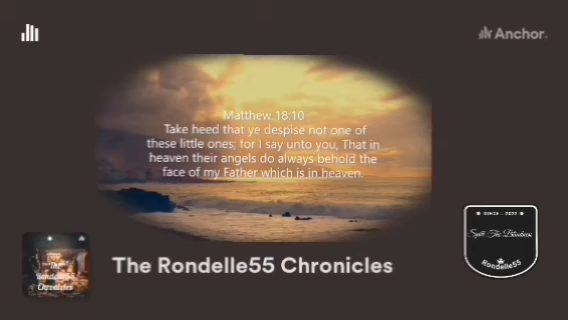 Anchor.
Matthew 18:10
Take heed that ye despise not one of
these little ones; for I say unto you, That in
heaven their angels do always behold the
face of my Father which is in heaven.
The Rondelle55 Chronicles
The
Chronicles
Rondelle55